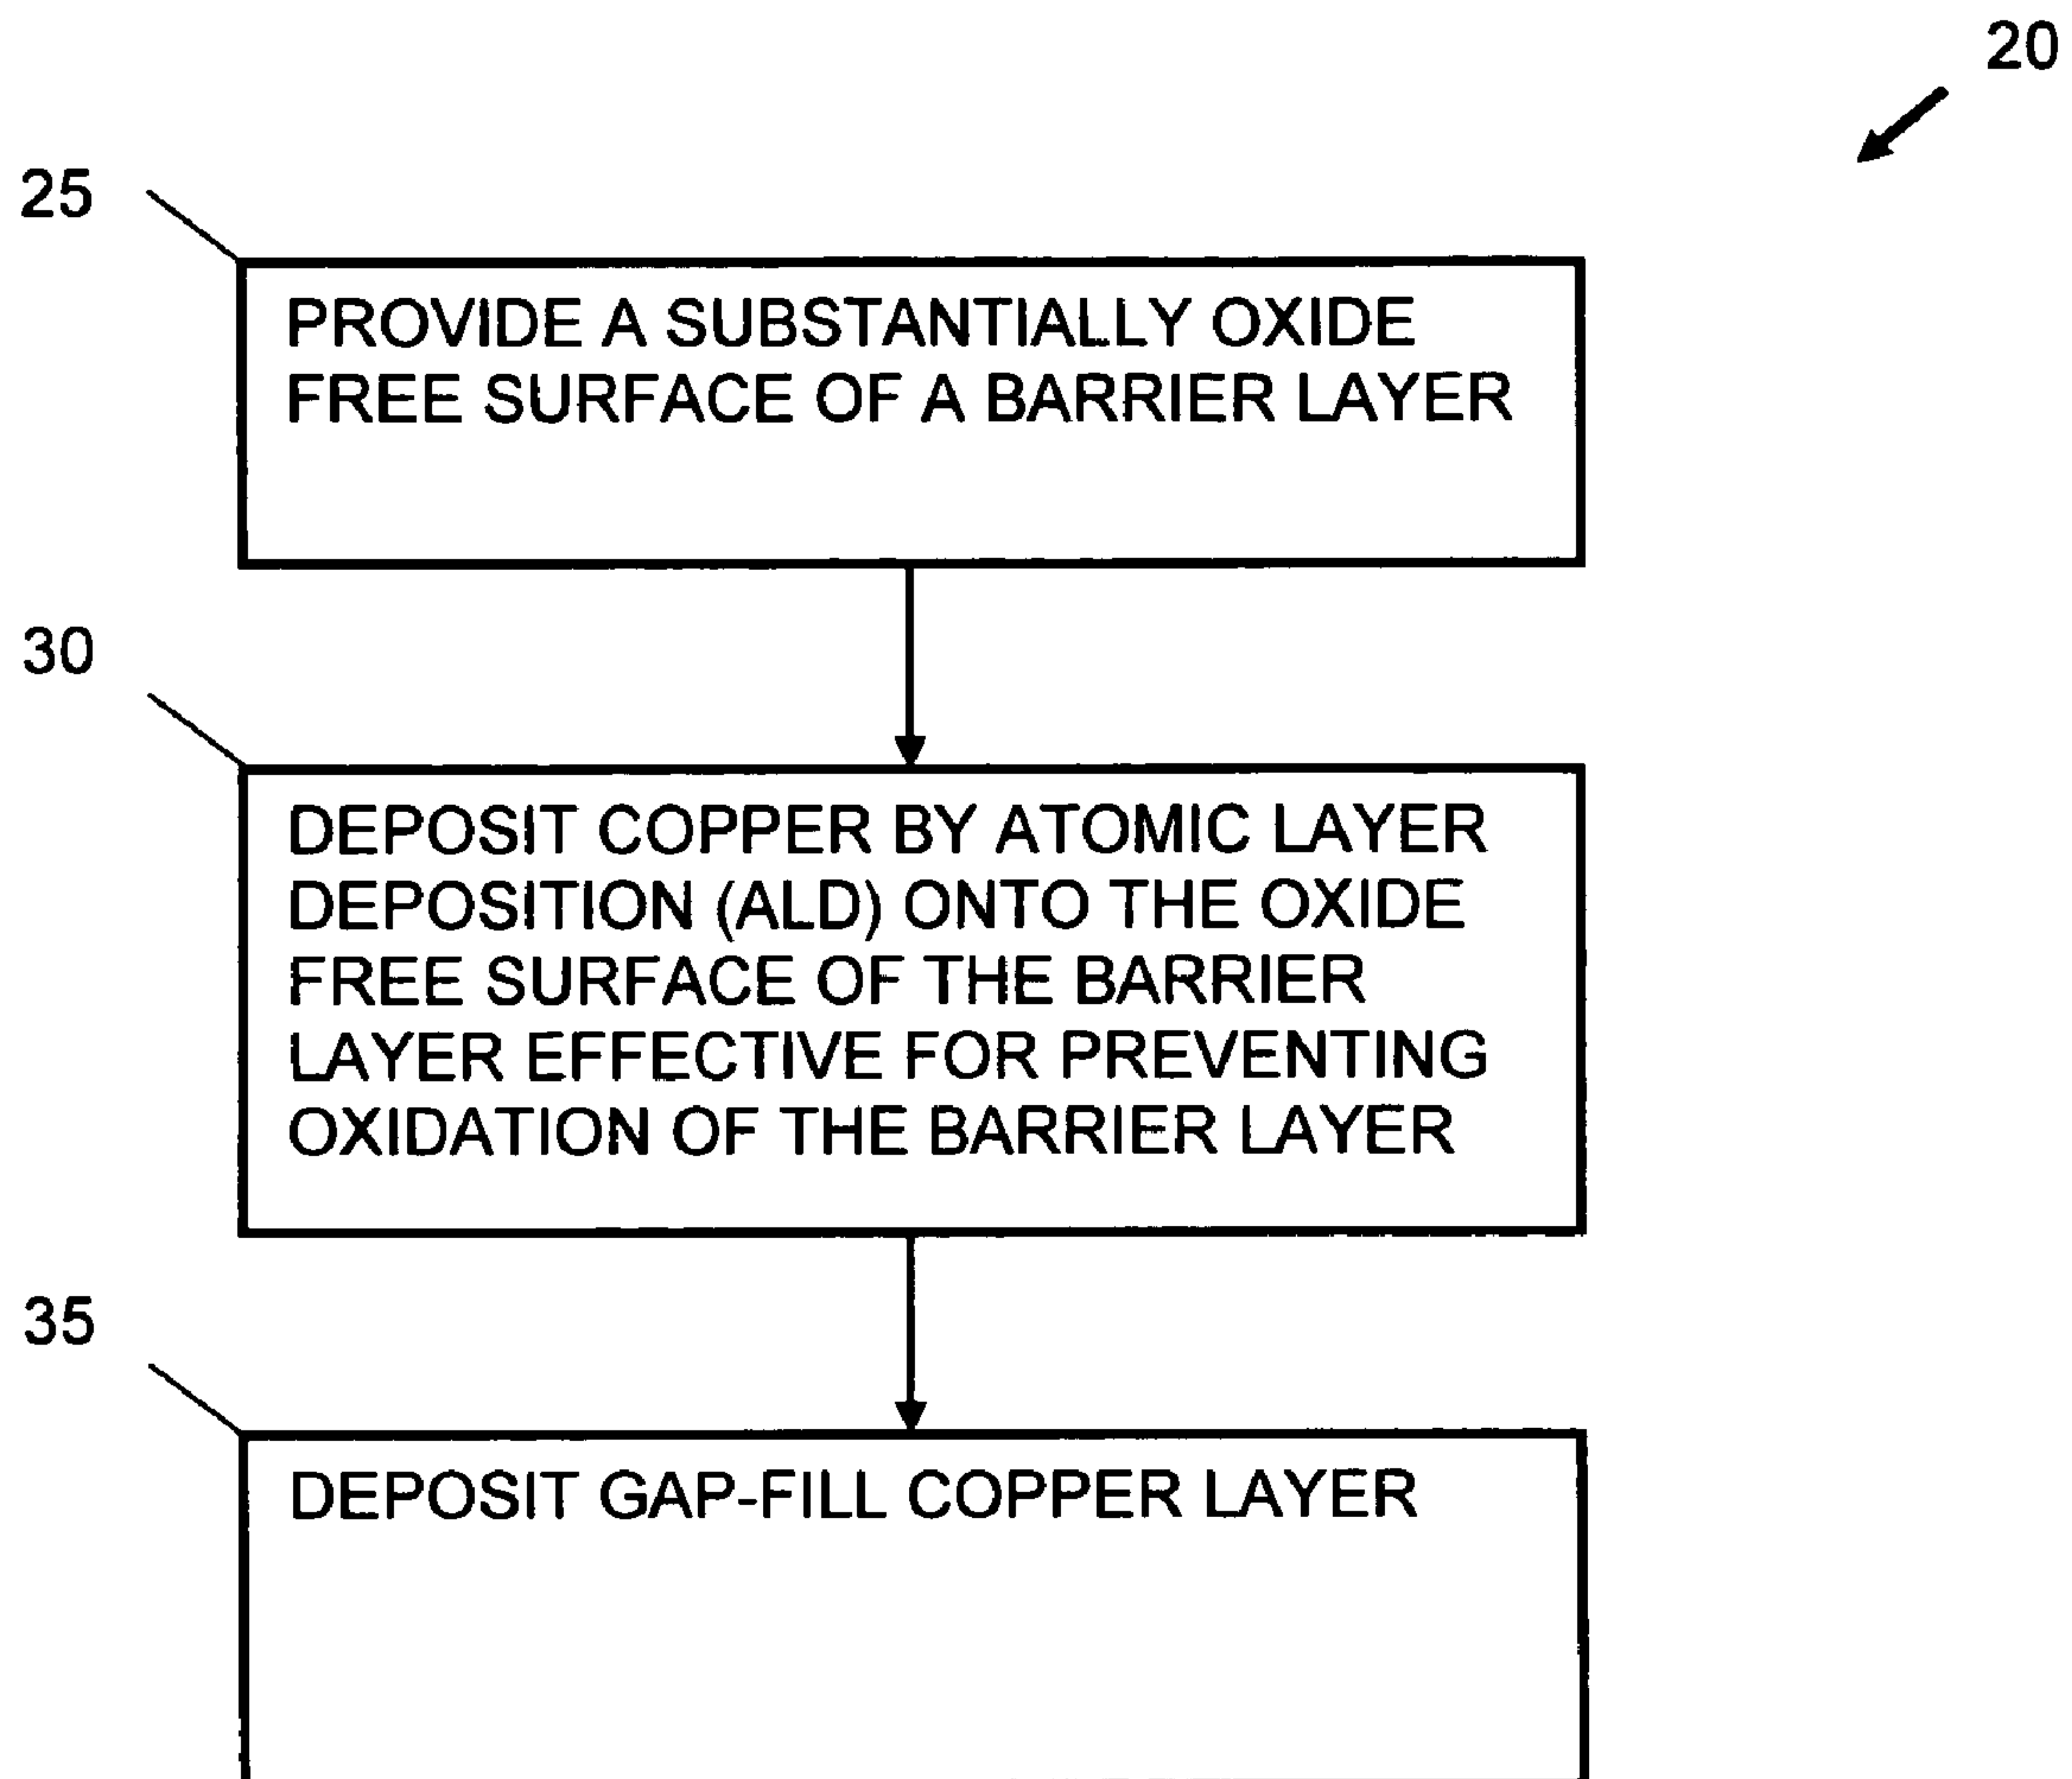 20
25
PROVIDE A SUBSTANTIALLY OXIDE
FREE SURFACE OF A BARRIER LAYER
30
DEPOSIT COPPER BY ATOMIC LAYER
DEPOSITION (ALD) ONTO THE OXIDE
FREE SURFACE OF THE BARRIER
LAYER EFFECTIVE FOR PREVENTING
OXIDATION OF THE BARRIER LAYER
35
DEPOSIT GAP-FILL COPPER LAYER